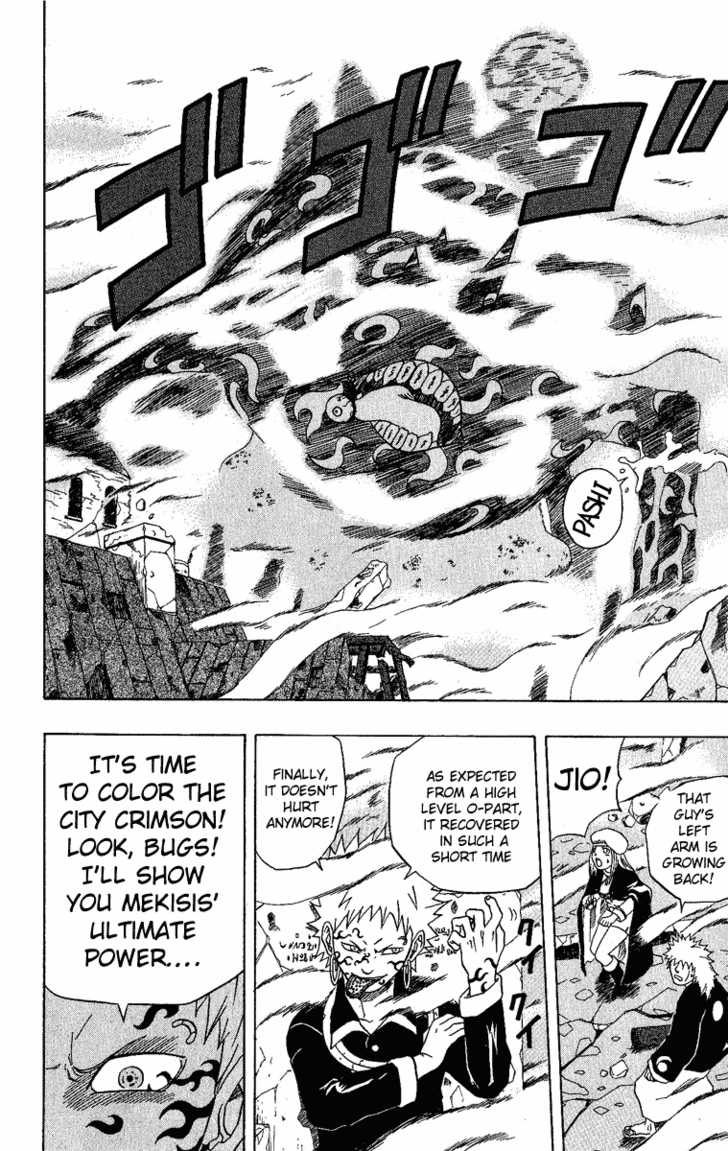 ゴゴゴ
PASHI
JIO!
THAT
GUY'S
LEFT
ARM IS
GROWING
BACK!
AS EXPECTED
FROM A HIGH
LEVEL O-PART,
IT RECOVERED
IN SUCH A
SHORT TIME
FINALLY,
IT DOESN'T
HURT
ANYMORE!
クイ
クイ
IT'S TIME
TO COLOR THE
CITY CRIMSON!
LOOK, BUGS!
I'LL SHOW
YOU MEKISIS'
ULTIMATE
POWER....